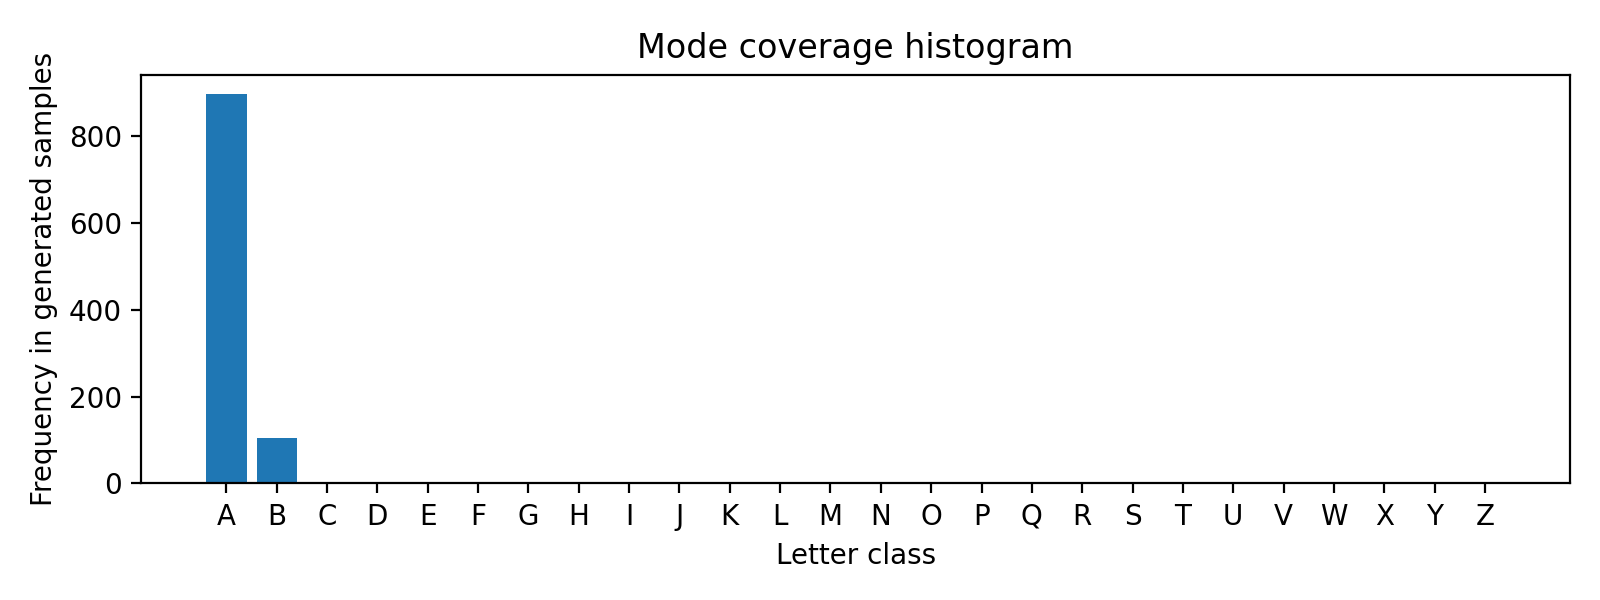 Mode coverage histogram
Frequency in generated samples
800
600
400
200
0
A B C D E F G H I J K L M N O P Q R S T U V W X Y Z
Letter class